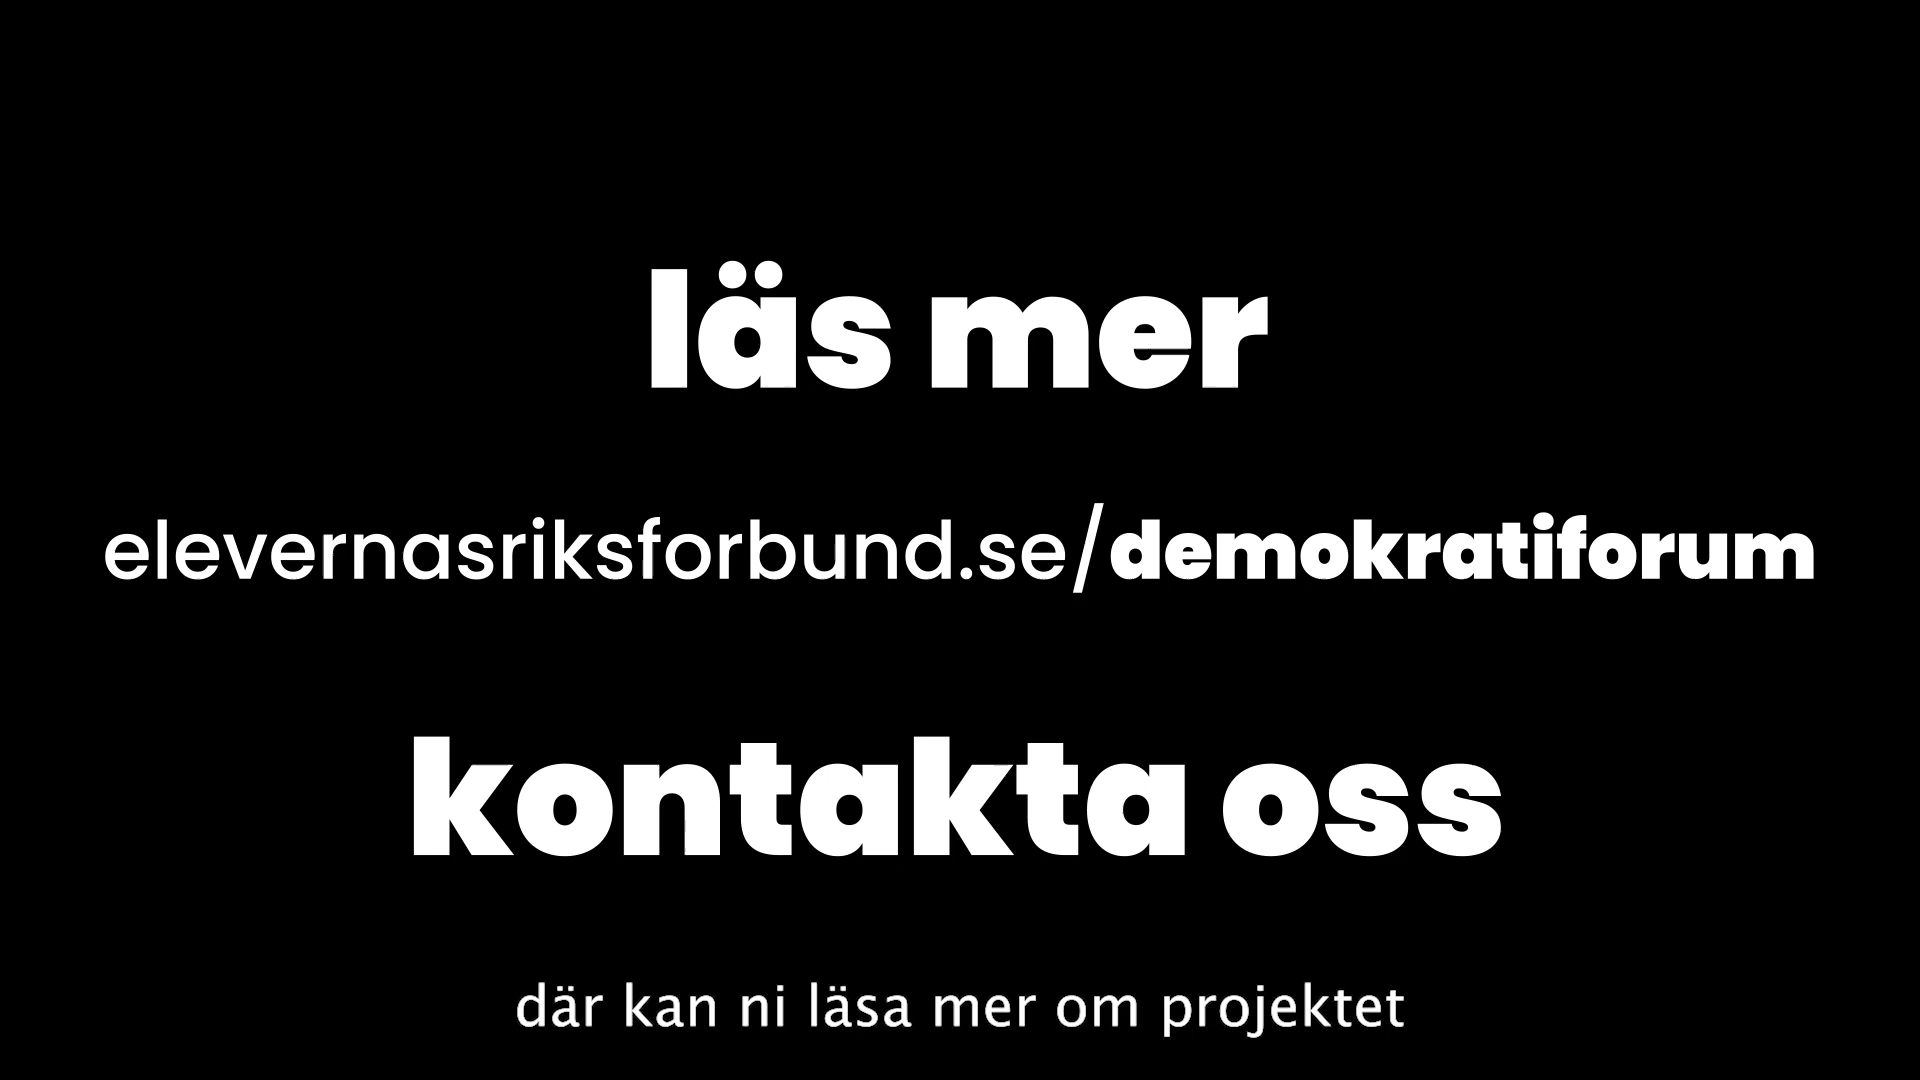 läs mer
elevernasriksforbund.se/demokratiforum
kontakta oss
där kan ni läsa mer om projektet